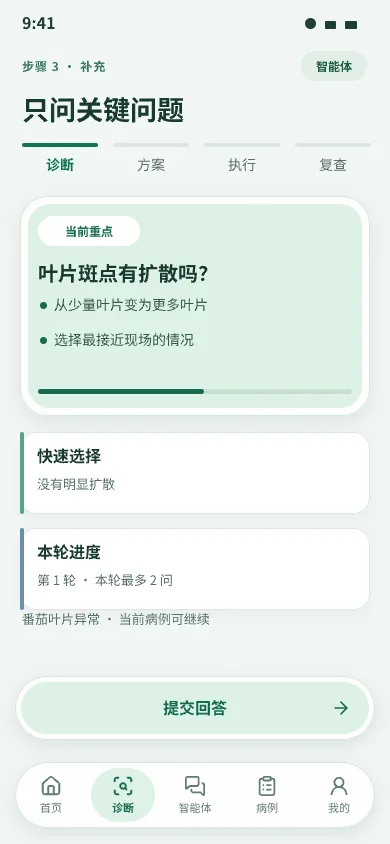 9:41
步骤 3 · 补充
智能体
只问关键问题
诊断
方案
执行
复查
当前重点
叶片斑点有扩散吗?
从少量叶片变为更多叶片
选择最接近现场的情况
快速选择
没有明显扩散
本轮进度
第 1 轮 · 本轮最多 2 问
番茄叶片异常 · 当前病例可继续
提交回答
首页
诊断
智能体
病例
我的